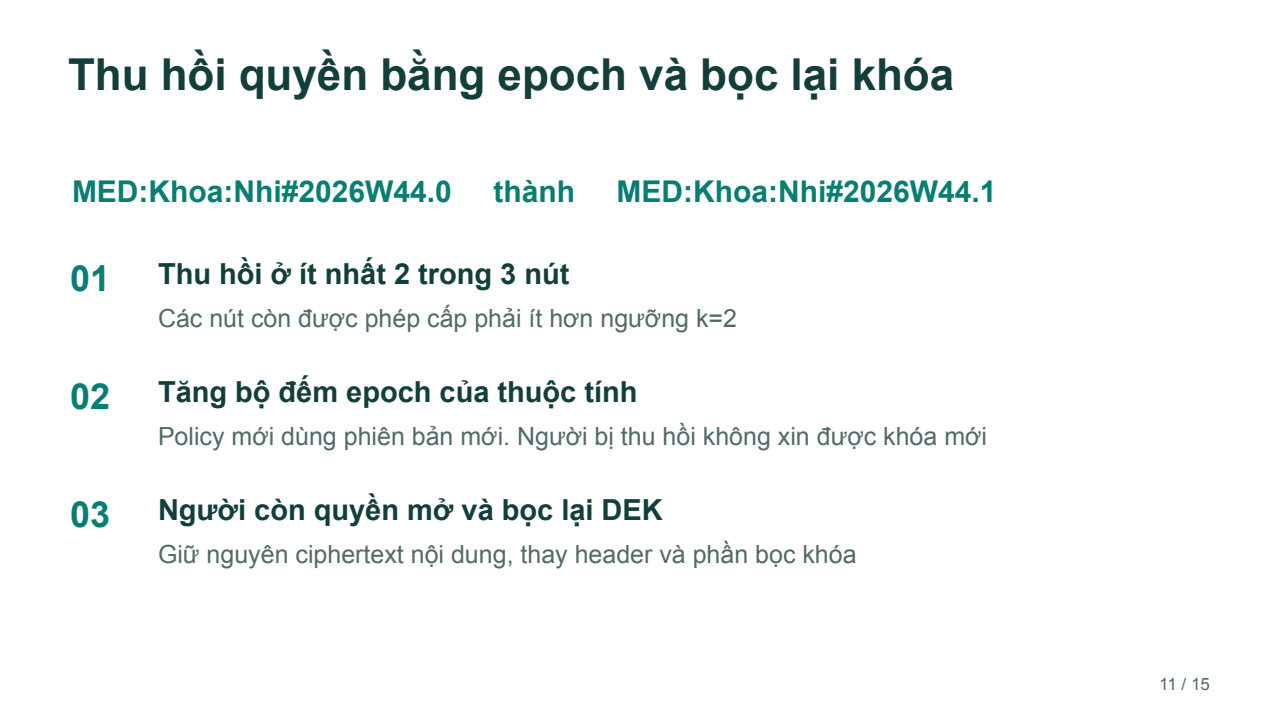 Thu hồi quyền bằng epoch và bọc lại khóa
MED:Khoa:Nhi#2026W44.0 thành MED:Khoa:Nhi#2026W44.1
01 Thu hồi ở ít nhất 2 trong 3 nút
Các nút còn được phép cấp phải ít hơn ngưỡng k=2
02 Tăng bộ đếm epoch của thuộc tính
Policy mới dùng phiên bản mới. Người bị thu hồi không xin được khóa mới
03 Người còn quyền mở và bọc lại DEK
Giữ nguyên ciphertext nội dung, thay header và phần bọc khóa
11 / 15